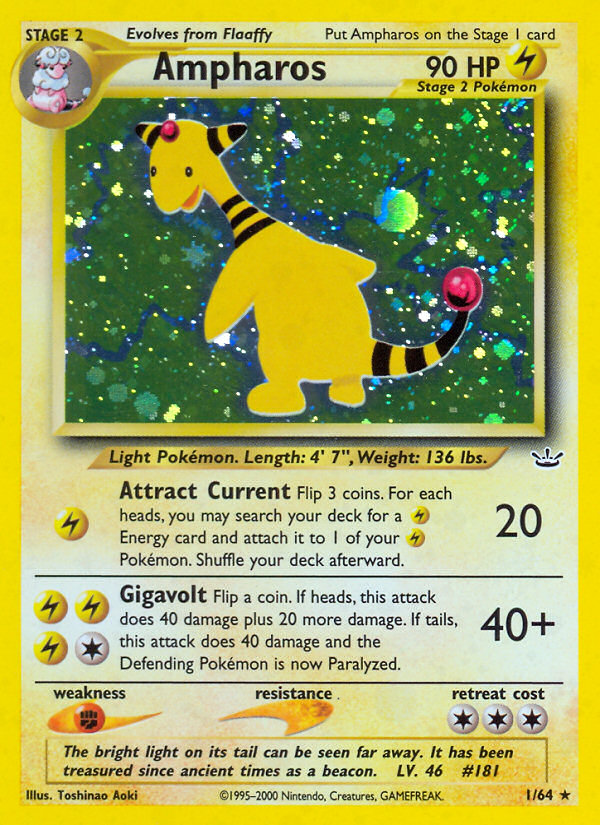 STAGE 2 Evolves from Flaaffy Put Ampharos on the Stage 1 card
Ampharos 90 HP
Stage 2 Pokémon
Light Pokémon. Length: 4' 7", Weight: 136 lbs.
Attract Current Flip 3 coins. For each
heads, you may search your deck for a
Energy card and attach it to 1 of your
Pokémon. Shuffle your deck afterward.
20
Gigavolt Flip a coin. If heads, this attack
does 40 damage plus 20 more damage. If tails,
this attack does 40 damage and the
Defending Pokémon is now Paralyzed.
40+
weakness resistance retreat cost
The bright light on its tail can be seen far away. It has been
treasured since ancient times as a beacon. LV. 46 #181
Illus. Toshinao Aoki ©1995-2000 Nintendo, Creatures, GAMEFREAK. 1/64 ★